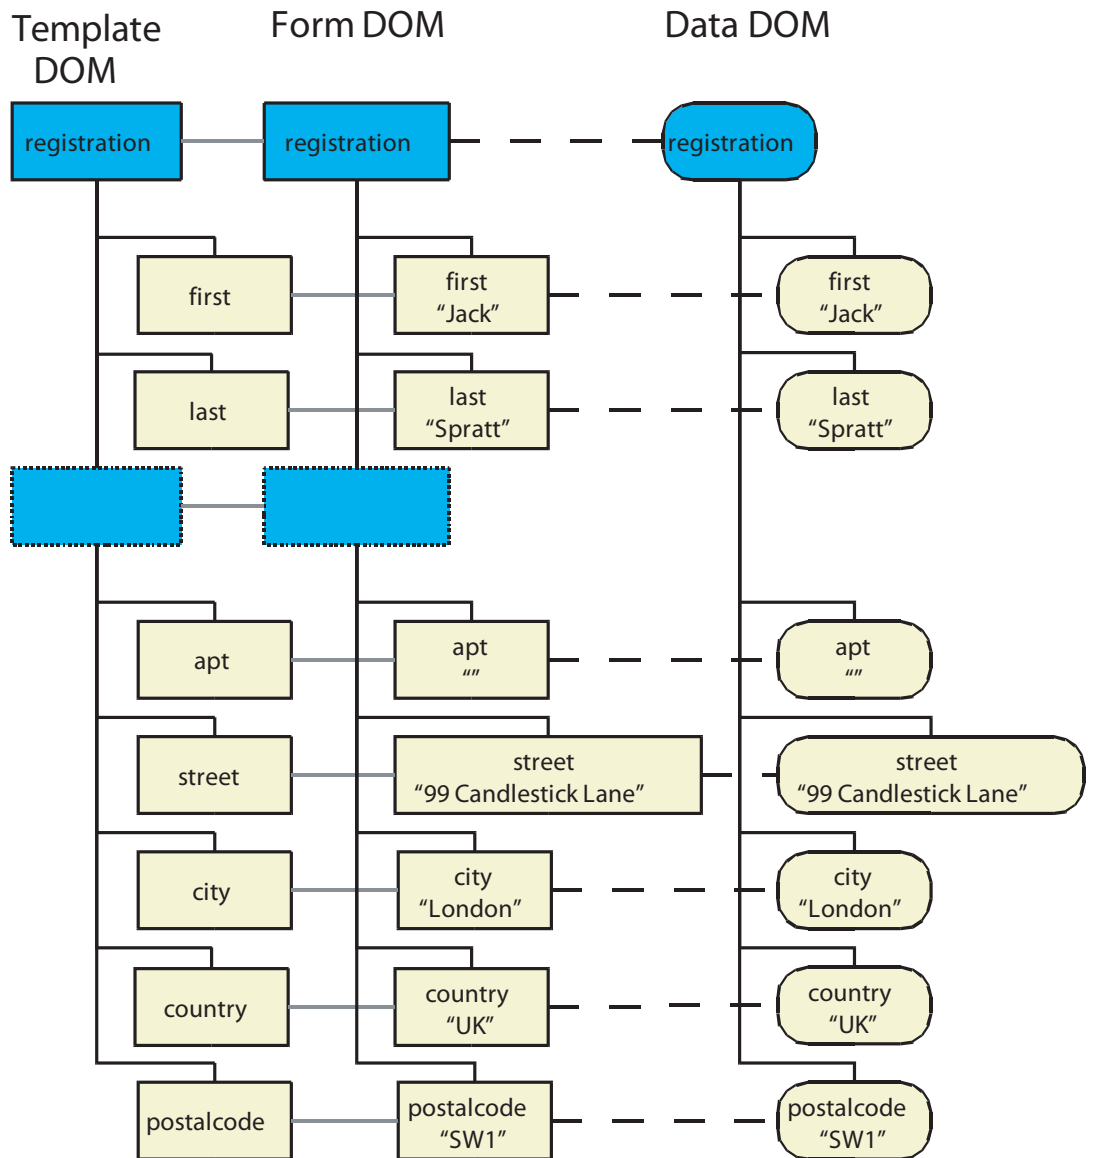 Template
DOM
Form DOM
Data DOM
registration
registration
registration
first
first
“Jack”
first
“Jack”
last
last
“Spratt”
last
“Spratt”
apt
apt
“”
apt
“”
street
street
“99 Candlestick Lane”
street
“99 Candlestick Lane”
city
city
“London”
city
“London”
country
country
“UK”
country
“UK”
postalcode
postalcode
“SW1”
postalcode
“SW1”